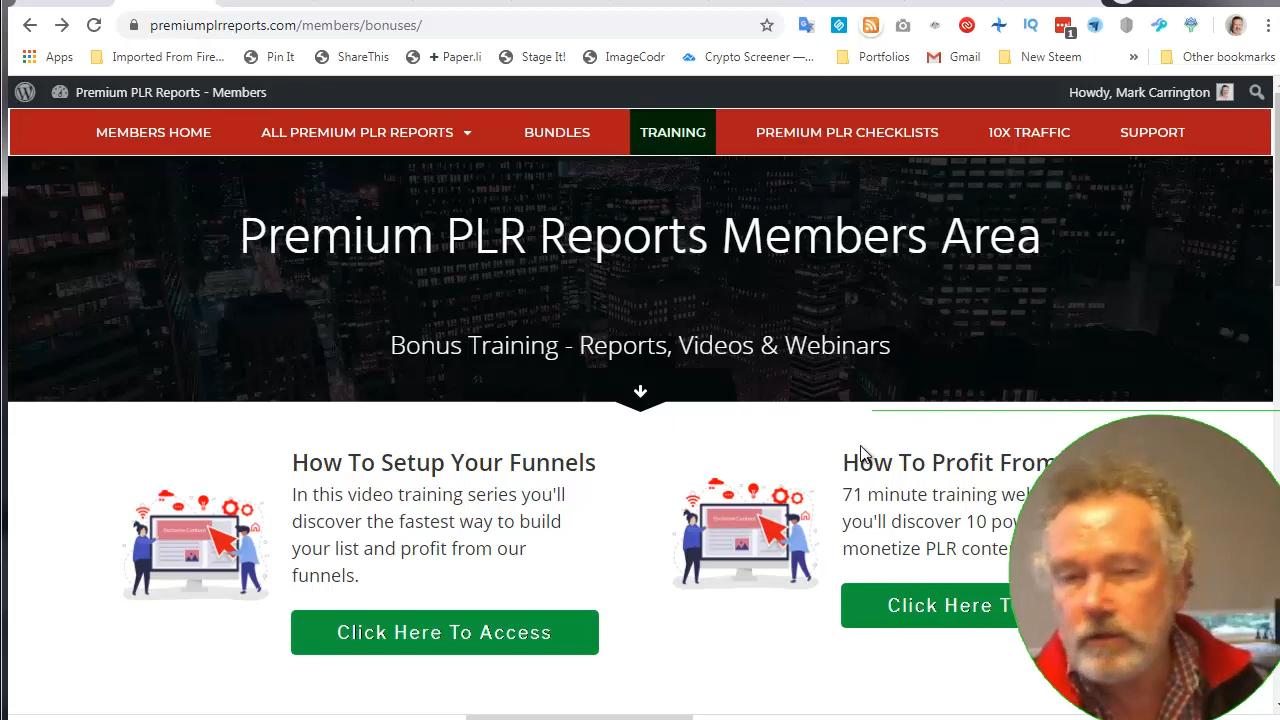 premiumplrreports.com/members/bonuses/
1
Apps Imported From Fire... Pin It ShareThis + Paper.li Stage It! ImageCodr Crypto Screener —... Portfolios Gmail New Steem » Other bookmarks
Premium PLR Reports - Members Howdy, Mark Carrington
MEMBERS HOME ALL PREMIUM PLR REPORTS BUNDLES TRAINING PREMIUM PLR CHECKLISTS 10X TRAFFIC SUPPORT
Premium PLR Reports Members Area
Bonus Training - Reports, Videos & Webinars
How To Setup Your Funnels
In this video training series you'll
discover the fastest way to build
your list and profit from our
funnels.
Click Here To Access
How To Profit From
71 minute training
you'll discover 10
monetize PLR
Click Here